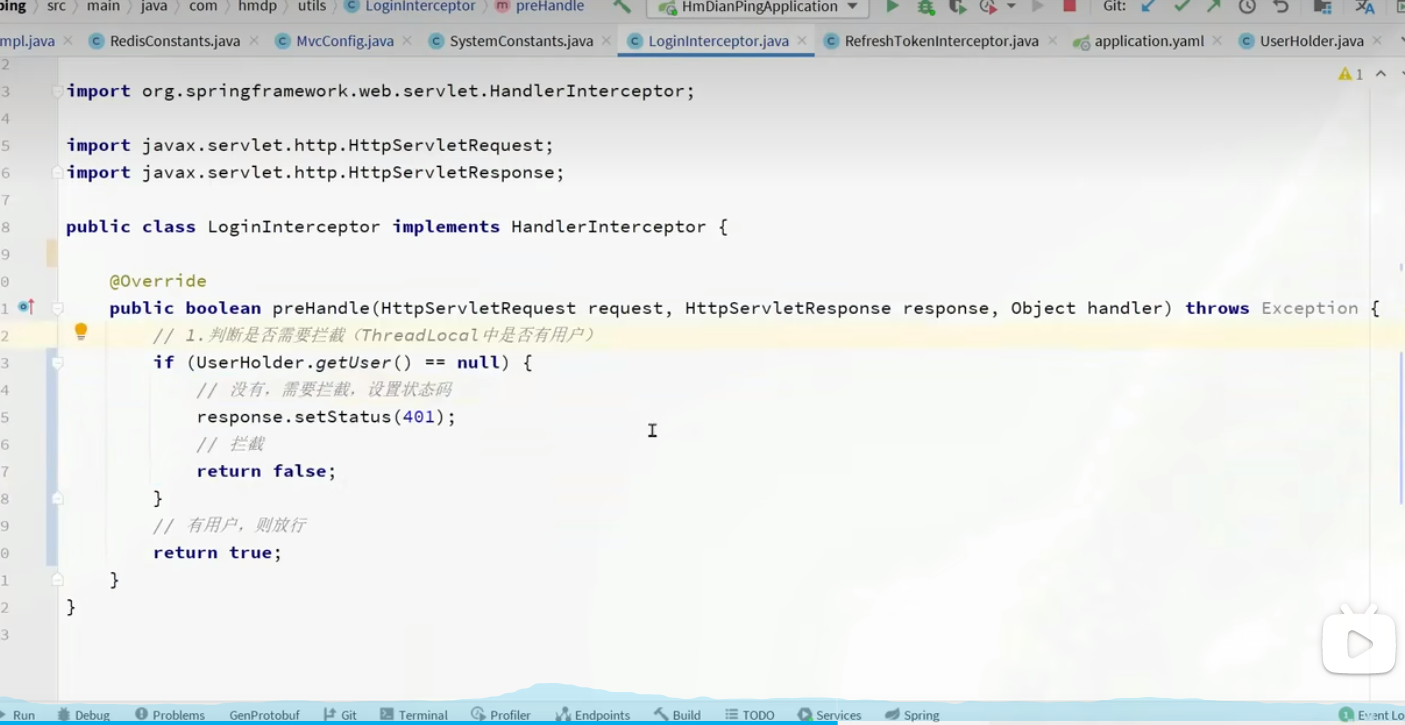 ping src main java com hmdp utils LoginInterceptor preHandle HmDianPingApplication Git:
mpl.java RedisConstants.java MvcConfig.java SystemConstants.java LoginInterceptor.java RefreshTokenInterceptor.java application.yaml UserHolder.java
2
3 import org.springframework.web.servlet.HandlerInterceptor; 1
4
5 import javax.servlet.http.HttpServletRequest;
6 import javax.servlet.http.HttpServletResponse;
7
8 public class LoginInterceptor implements HandlerInterceptor {
9
0 @Override
1 public boolean preHandle(HttpServletRequest request, HttpServletResponse response, Object handler) throws Exception {
2 // 1.判断是否需要拦截（ThreadLocal中是否有用户）
3 if (UserHolder.getUser() == null) {
4 // 没有，需要拦截，设置状态码
5 response.setStatus(401);
6 // 拦截
7 return false;
8 }
9 // 有用户，则放行
0 return true;
1 }
2 }
3
Run Debug Problems GenProtobuf Git Terminal Profiler Endpoints Build TODO Services Spring 1 Event Lo